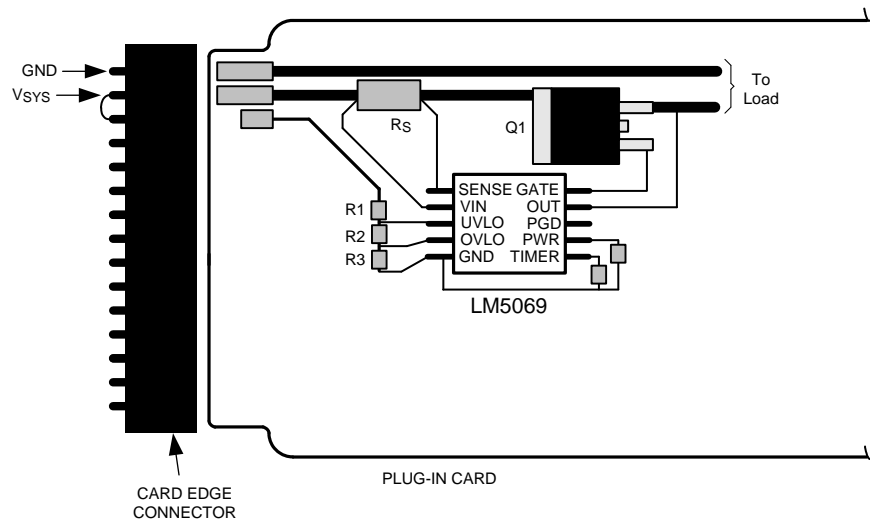 GND
VSYS
To
Load
RS
Q1
SENSE GATE
VIN OUT
R1
UVLO PGD
R2
OVLO PWR
R3
GND TIMER
LM5069
PLUG-IN CARD
CARD EDGE
CONNECTOR